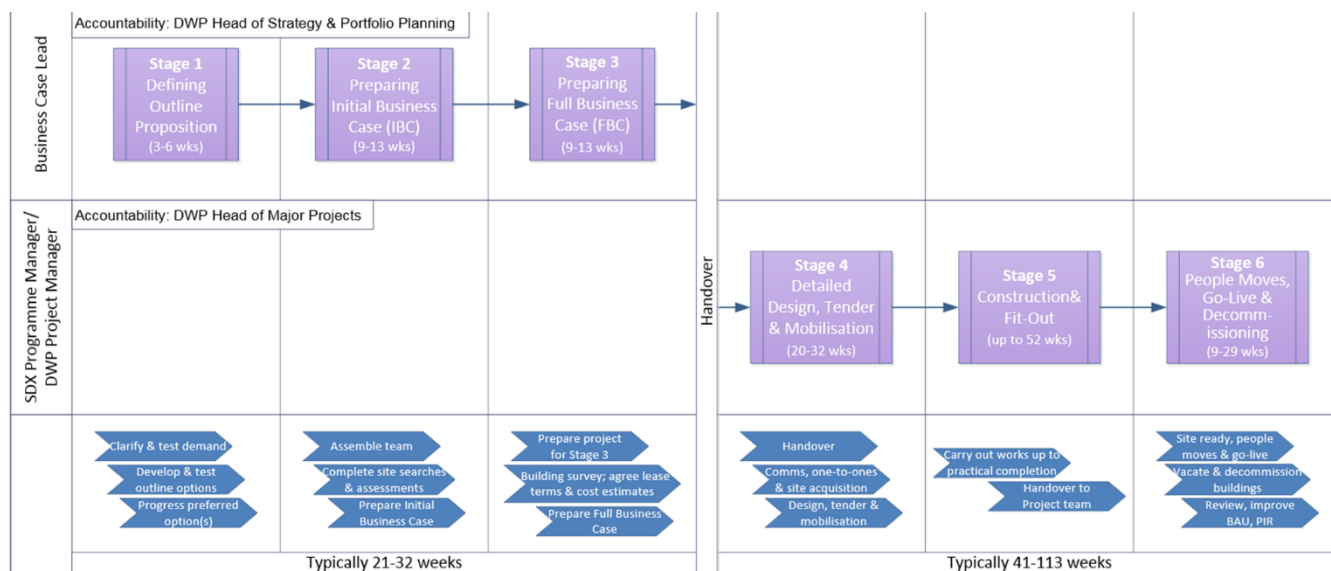 Accountability: DWP Head of Strategy & Portfolio Planning
Business Case Lead
Stage 1
Defining
Outline
Proposition
(3-6 wks)
Stage 2
Preparing
Initial Business
Case (IBC)
(9-13 wks)
Stage 3
Preparing
Full Business
Case (FBC)
(9-13 wks)
Accountability: DWP Head of Major Projects
SDX Programme Manager/
DWP Project Manager
Handover
Stage 4
Detailed
Design, Tender
& Mobilisation
(20-32 wks)
Stage 5
Construction&
Fit-Out
(up to 52 wks)
Stage 6
People Moves,
Go-Live &
Decomm-
issioning
(9-29 wks)
Clarify & test demand
Develop & test
outline options
Progress preferred
option(s)
Assemble team
Complete site searches
& assessments
Prepare Initial
Business Case
Prepare project
for Stage 3
Building survey; agree lease
terms & cost estimates
Prepare Full Business
Case
Handover
Comms, one-to-ones
& site acquisition
Design, tender &
mobilisation
Carry out works up to
practical completion
Handover to
Project team
Site ready, people
moves & go-live
Vacate & decommission
buildings
Review, improve
BAU, PIR
Typically 21-32 weeks
Typically 41-113 weeks